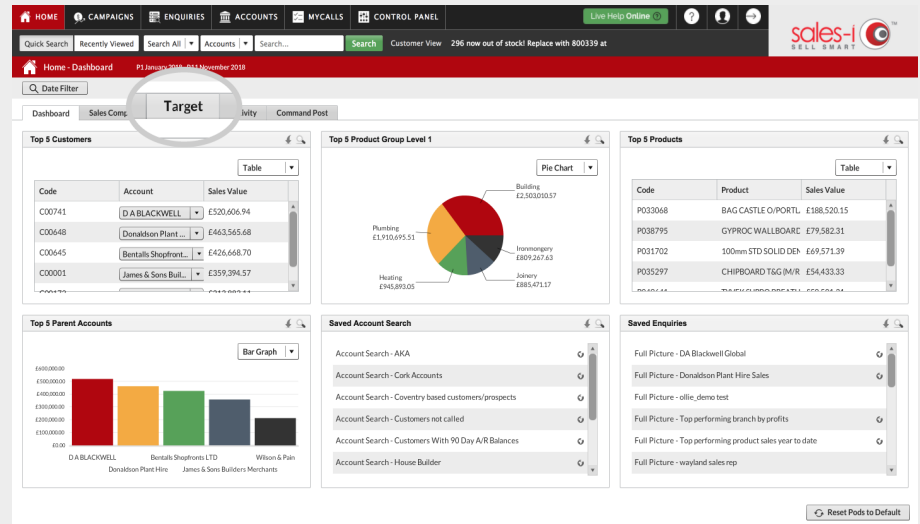 HOME CAMPAIGNS ENQUIRIES ACCOUNTS MYCALLS CONTROL PANEL Live Help Online ?
sales-i™
SELL SMART
Quick Search Recently Viewed Search All Accounts Search... Search Customer View 296 now out of stock! Replace with 800339 at
Home - Dashboard P1 January 2018 - P11 November 2018
Date Filter
Dashboard Sales Comp Target ivity Command Post
Top 5 Customers
Table
Code Account Sales Value
C00741 D A BLACKWELL £520,606.94
C00648 Donaldson Plant ... £463,565.68
C00645 Bentalls Shopfront... £426,668.70
C00001 James & Sons Buil... £359,394.57
Top 5 Product Group Level 1
Pie Chart
Building
£2,503,010.57
Plumbing
£1,910,695.51
Ironmongery
£809,267.63
Heating
£945,893.05
Joinery
£885,471.17
Top 5 Products
Table
Code Product Sales Value
P033068 BAG CASTLE O/PORTL £188,520.15
P038795 GYPROC WALLBOARD £79,582.31
P031702 100mm STD SOLID DEN £69,571.39
P035297 CHIPBOARD T&G (M/R £54,433.33
Top 5 Parent Accounts
Bar Graph
£600,000.00
£500,000.00
£400,000.00
£300,000.00
£200,000.00
£100,000.00
£0.00
D A BLACKWELL Bentalls Shopfronts LTD Wilson & Pain
Donaldson Plant Hire James & Sons Builders Merchants
Saved Account Search
Account Search - AKA
Account Search - Cork Accounts
Account Search - Coventry based customers/prospects
Account Search - Customers not called
Account Search - Customers With 90 Day A/R Balances
Account Search - House Builder
Saved Enquiries
Full Picture - DA Blackwell Global
Full Picture - Donaldson Plant Hire Sales
Full Picture - ollie_demo test
Full Picture - Top performing branch by profits
Full Picture - Top performing product sales year to date
Full Picture - wayland sales rep
Reset Pods to Default